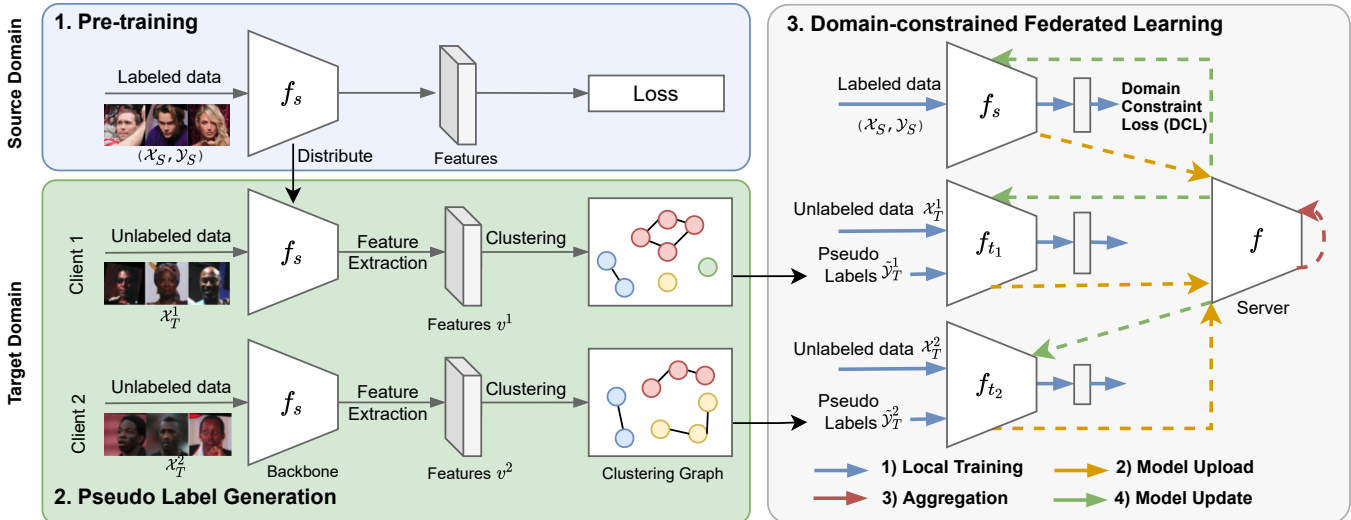 Source Domain
1. Pre-training
Labeled data
(𝒳_S, 𝒴_S)
f_s
Features
Loss
Distribute
Target Domain
Client 1
Unlabeled data
𝒳_T^1
f_s
Feature
Extraction
Features v^1
Clustering
Client 2
Unlabeled data
𝒳_T^2
f_s
Backbone
Feature
Extraction
Features v^2
Clustering
Clustering Graph
2. Pseudo Label Generation
3. Domain-constrained Federated Learning
Labeled data
(𝒳_S, 𝒴_S)
f_s
Domain
Constraint
Loss (DCL)
Unlabeled data 𝒳_T^1
Pseudo
Labels 𝒴̃_T^1
f_{t_1}
f
Server
Unlabeled data 𝒳_T^2
Pseudo
Labels 𝒴̃_T^2
f_{t_2}
1) Local Training
2) Model Upload
3) Aggregation
4) Model Update